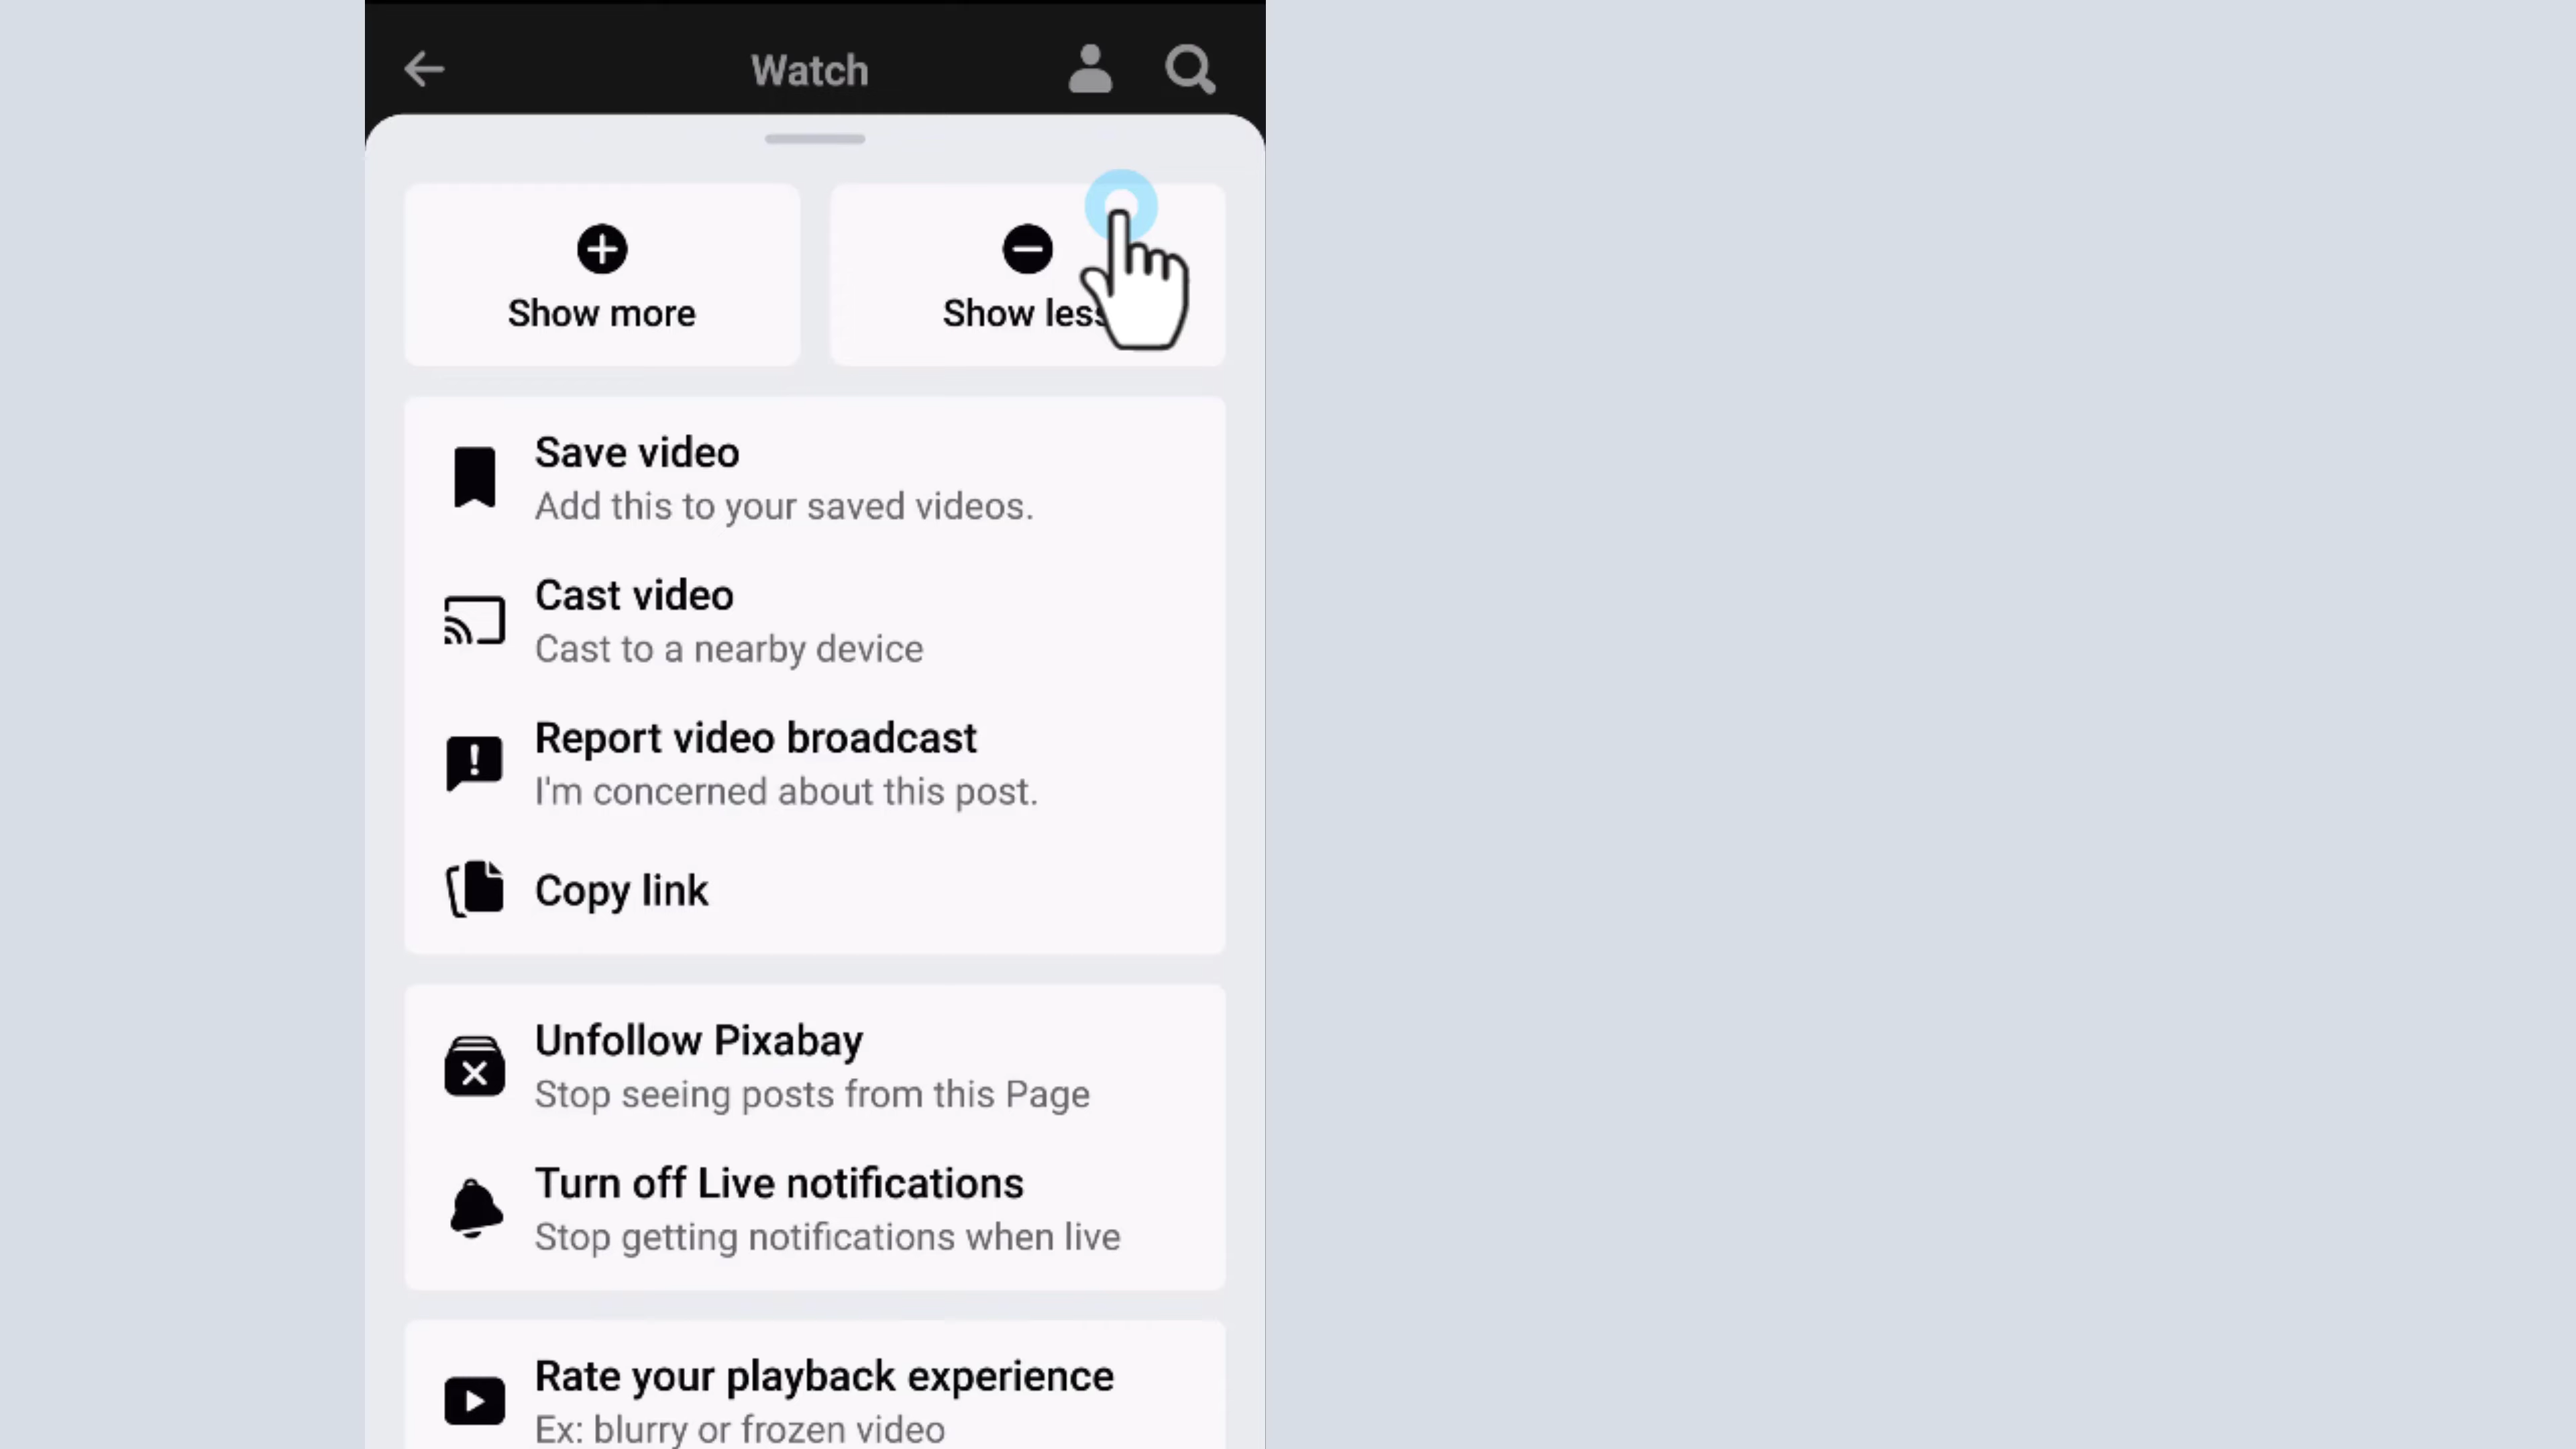 Watch
Show more
Show less
Save video
Add this to your saved videos.
Cast video
Cast to a nearby device
Report video broadcast
I'm concerned about this post.
Copy link
Unfollow Pixabay
Stop seeing posts from this Page
Turn off Live notifications
Stop getting notifications when live
Rate your playback experience
Ex: blurry or frozen video